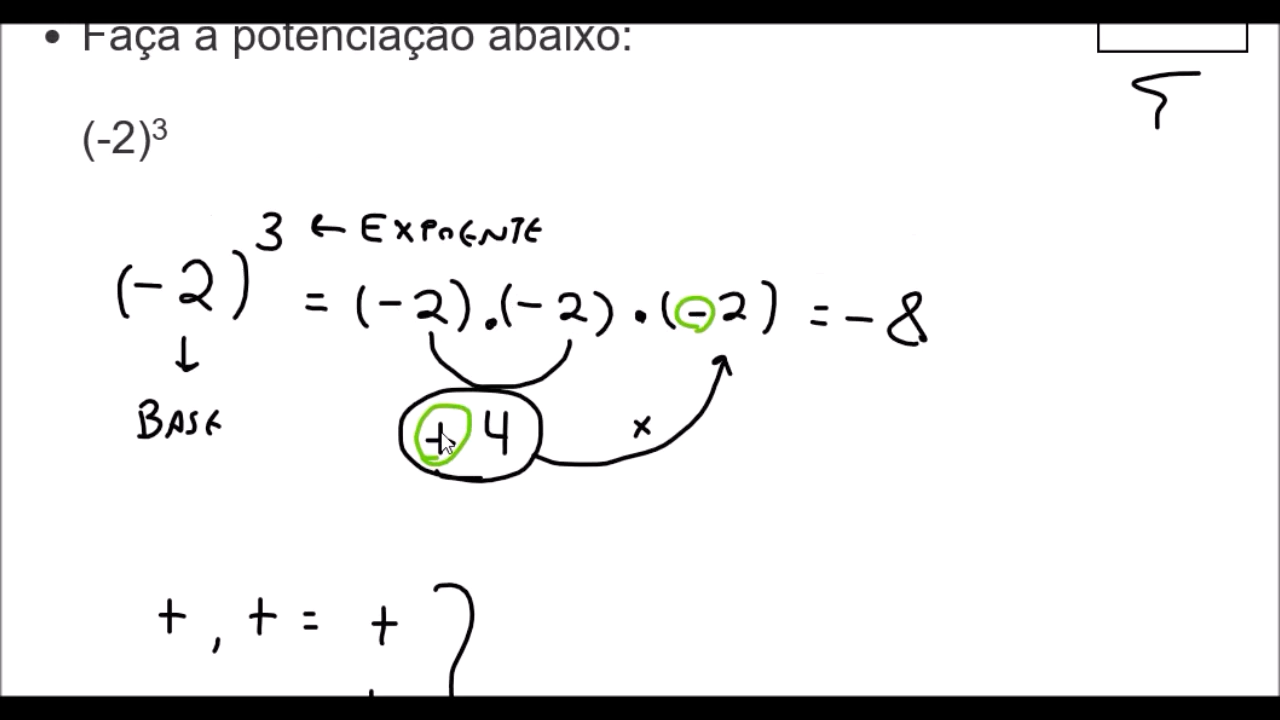 • Faça a potenciação abaixo:
(-2)³
(-2)³ ← EXPOENTE
= (-2).(-2).(-2) = -8
↓
BASE
+4 x
+ , + = +